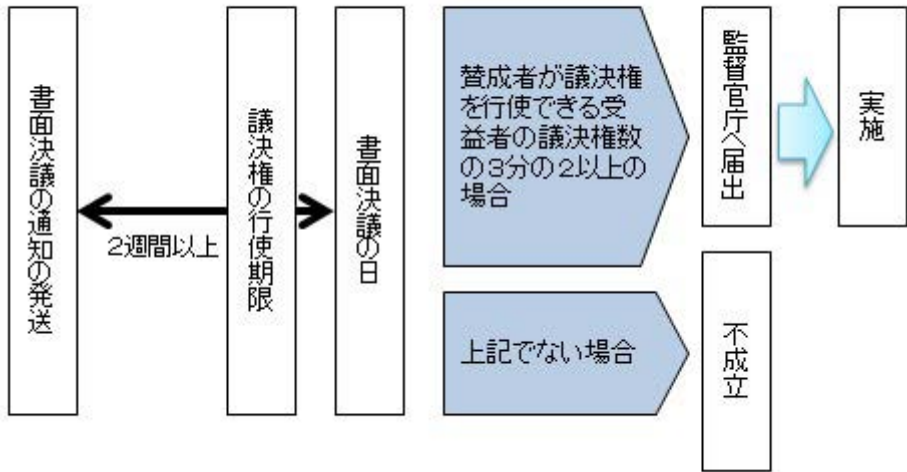 書面決議の通知の発送
2週間以上
議決権の行使期限
書面決議の日
賛成者が議決権
を行使できる受
益者の議決権数
の3分の2以上の
場合
監督官庁へ届出
実施
上記でない場合
不成立